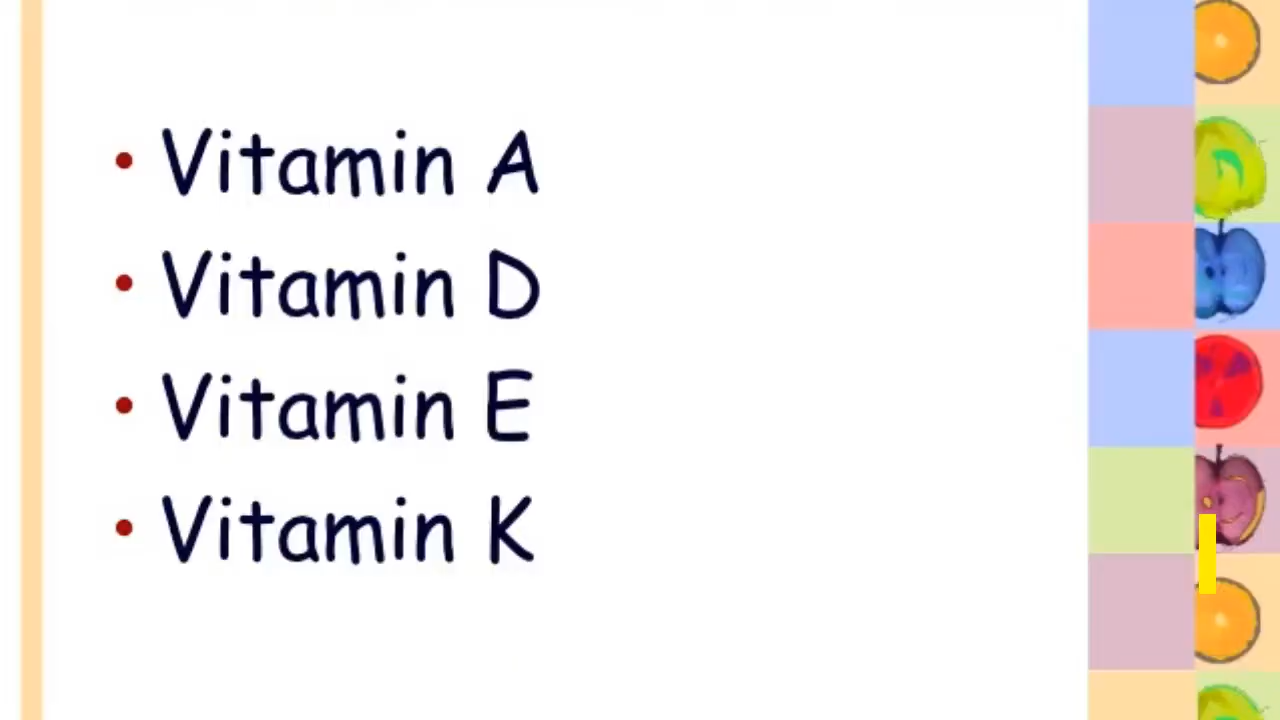 • Vitamin A
• Vitamin D
• Vitamin E
• Vitamin K